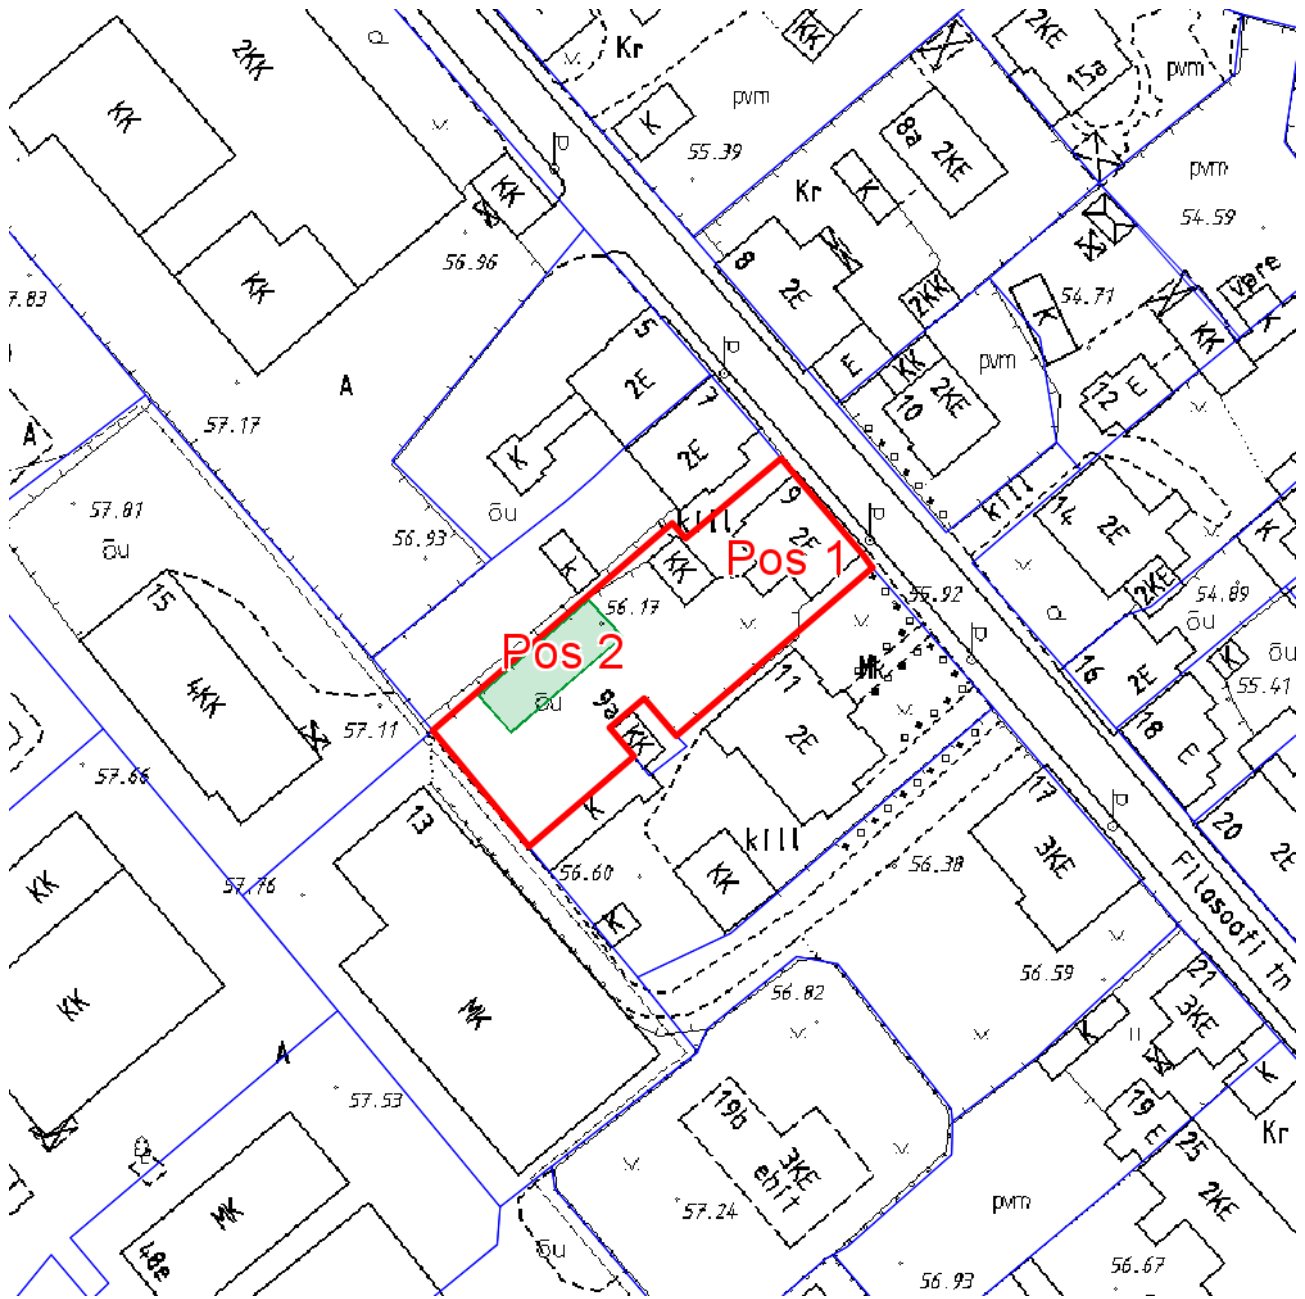 2KK
Kr
KK
2KE
15a
pvm
KK
K
pvm
55.39
8a
2KE
pvm
Kr
K
KK
54.59
56.96
8
2E
KK
7.83
2KK
K
54.71
Vare
KK
K
5
2E
E
KK
pvm
A
7
10
2KE
12
E
57.17
A
K
2E
9
57.81
õu
õu
kill
kill
14
2E
56.93
K
KK
2E
Pos 1
K
15
56.17
55.92
2KE
54.89
õu
Pos 2
11
16
2E
K
õu
4KK
õu
9a
KK
2E
55.41
57.11
18
E
57.66
K
17
13
20
2E
kill
3KE
KK
57.76
56.60
KK
56.38
Filosoofi tn
K
KK
MK
56.82
56.59
21
3KE
K
II
A
57.53
19b
3KE
ehit
19
E
K
Kr
25
2KE
pvm
MK
57.24
48e
õu
56.93
56.67